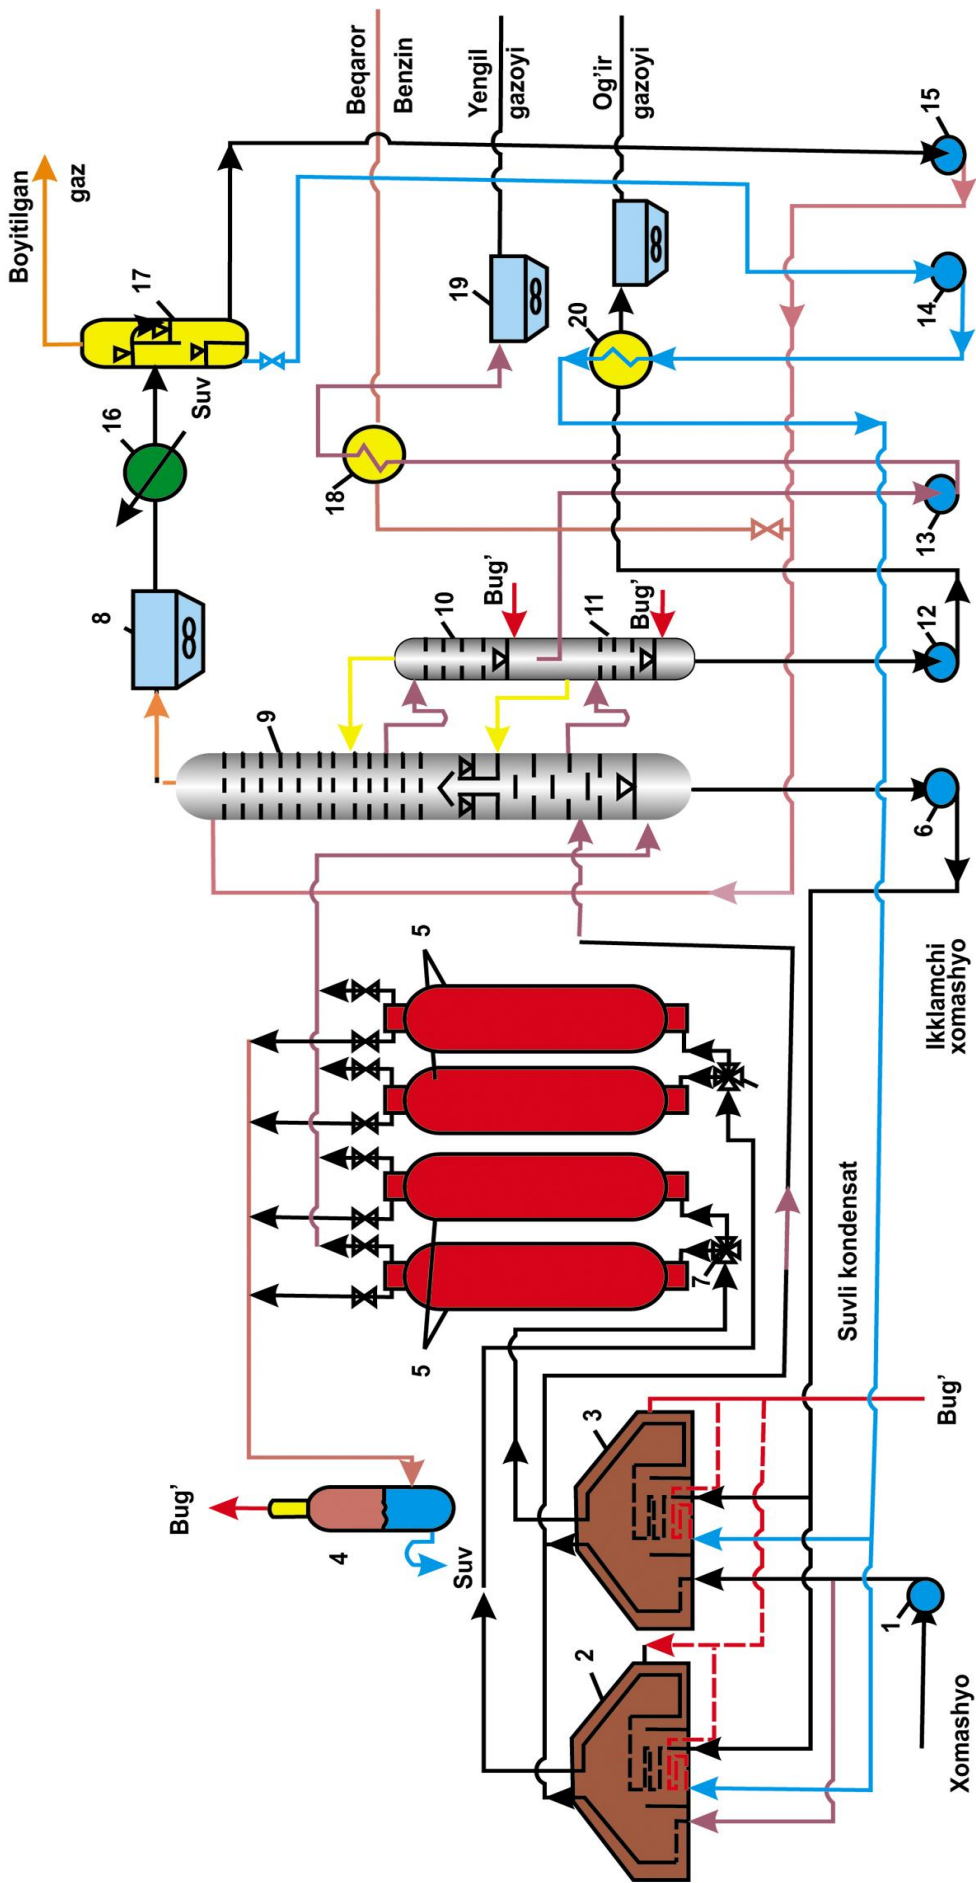 Boyitilgan
gaz
8
16
17
Bug'
Suv
9
4
18
Beqaror
Benzin
5
5
10
19
Suv
Yengil
gazoyi
Bug'
2
3
11
20
Og'ir
gazoyi
Bug'
7
Suvli kondensat
1
6
12
13
14
15
Ikklamchi
xomashyo
Bug'
Xomashyo